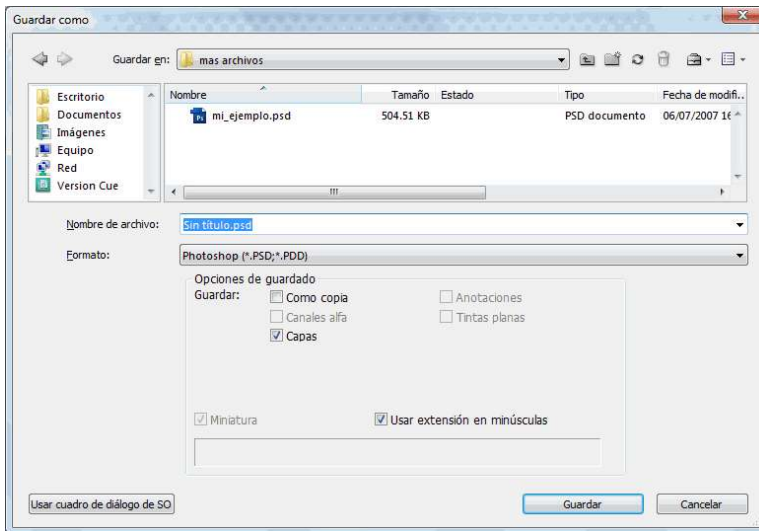 Guardar como
Guardar en: mas archivos
Escritorio
Documentos
Imágenes
Equipo
Red
Version Cue
Nombre Tamaño Estado Tipo Fecha de modifi..
mi_ejemplo.psd 504.51 KB PSD documento 06/07/2007 16
Nombre de archivo: Sin título.psd
Formato: Photoshop (*.PSD;*.PDD)
Opciones de guardado
Guardar: Como copia Anotaciones
Canales alfa Tintas planas
Capas
Miniatura Usar extensión en minúsculas
Usar cuadro de diálogo de SO Guardar Cancelar